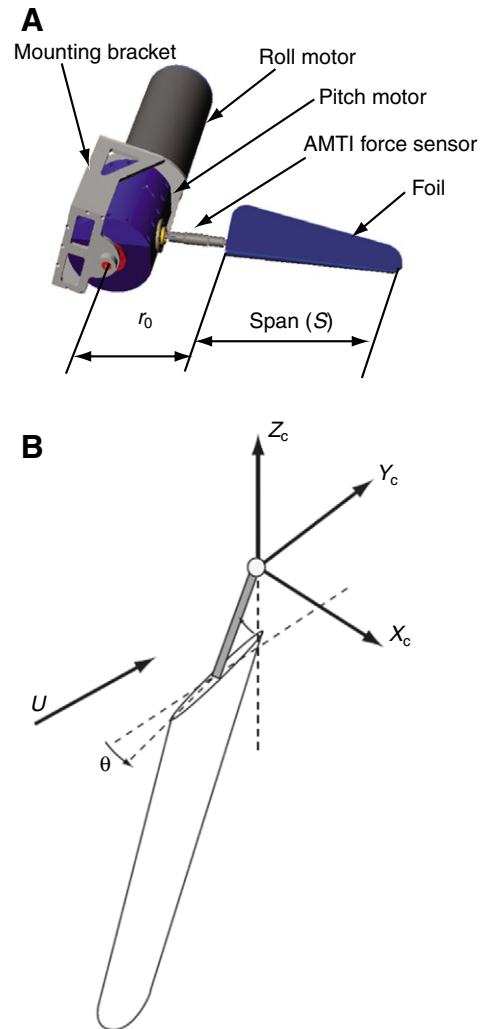 A
Mounting bracket
Roll motor
Pitch motor
AMTI force sensor
Foil
r0
Span (S)
B
Zc
Yc
Xc
U
θ